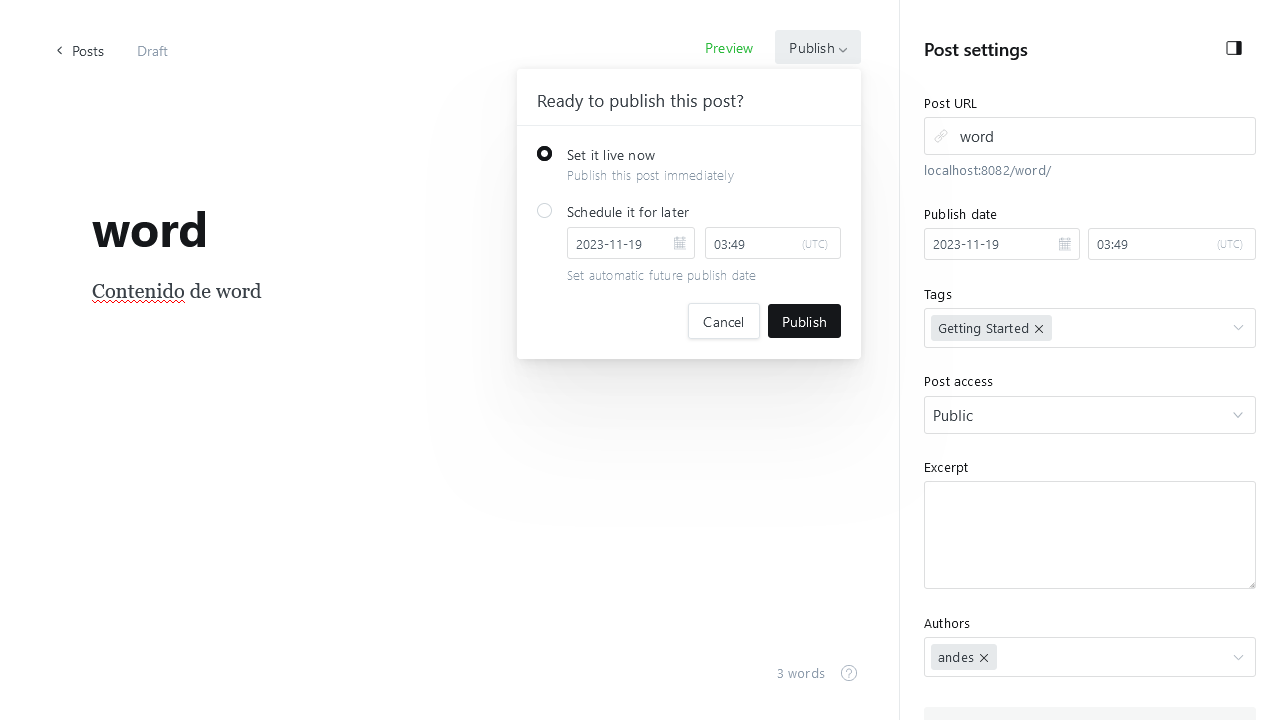 Posts
Draft
Preview
Publish
Ready to publish this post?
Set it live now
Publish this post immediately
Schedule it for later
2023-11-19
03:49
(UTC)
Set automatic future publish date
Cancel
Publish
word
Contenido de word
3 words
Post settings
Post URL
word
localhost:8082/word/
Publish date
2023-11-19
03:49
(UTC)
Tags
Getting Started
Post access
Public
Excerpt
Authors
andes